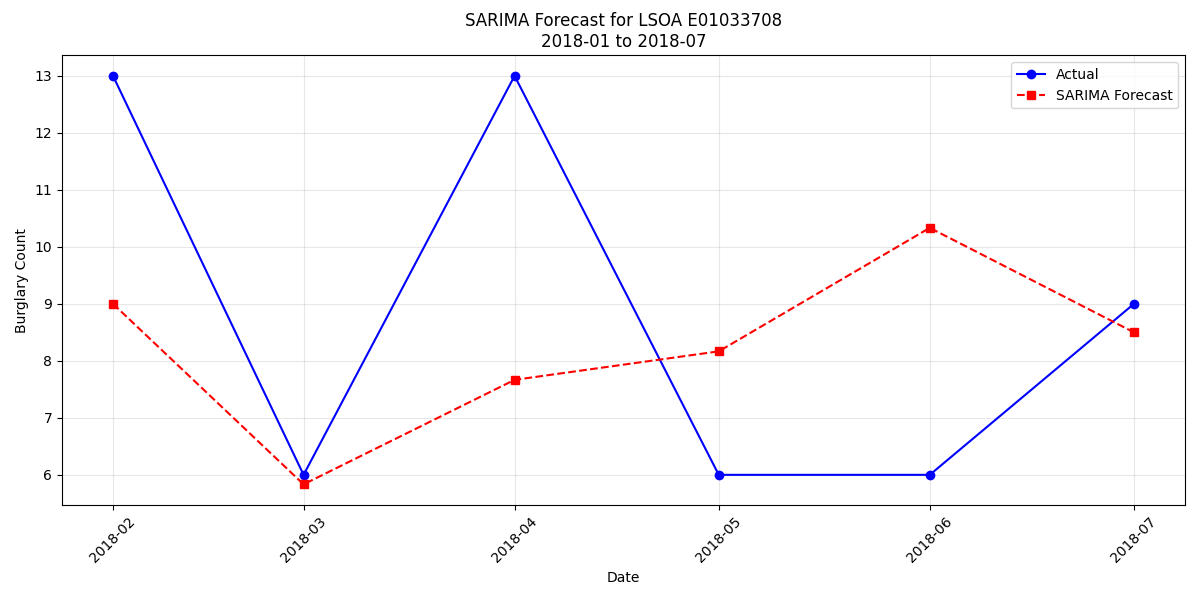 SARIMA Forecast for LSOA E01033708
2018-01 to 2018-07
Actual
SARIMA Forecast
Burglary Count
13
12
11
10
9
8
7
6
2018-02
2018-03
2018-04
2018-05
2018-06
2018-07
Date